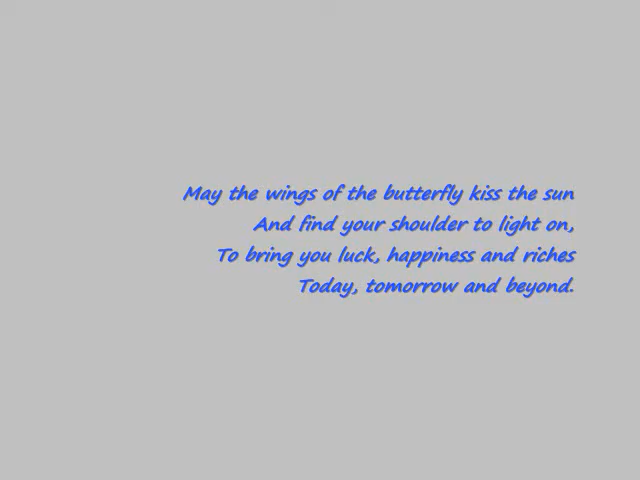 May the wings of the butterfly kiss the sun
And find your shoulder to light on,
To bring you luck, happiness and riches
Today, tomorrow and beyond.